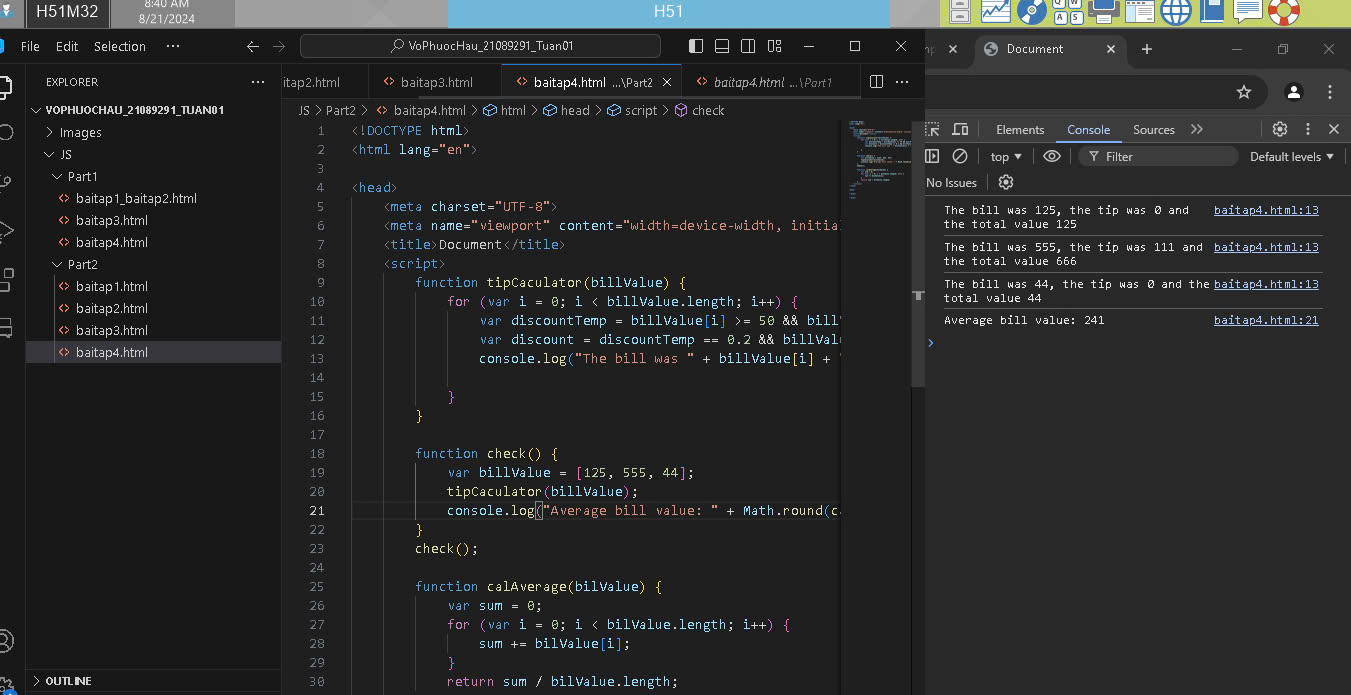 H51M32
8:40 AM
8/21/2024
H51
File Edit Selection ···
VoPhuocHau_21089291_Tuan01
EXPLORER
VOPHUOCHAU_21089291_TUAN01
Images
JS
Part1
baitap1_baitap2.html
baitap3.html
baitap4.html
Part2
baitap1.html
baitap2.html
baitap3.html
baitap4.html
OUTLINE
itap2.html baitap3.html baitap4.html ...\Part2 baitap4.html ...\Part1
JS > Part2 > baitap4.html > html > head > script > check
1 <!DOCTYPE html>
2 <html lang="en">
3
4 <head>
5 <meta charset="UTF-8">
6 <meta name="viewport" content="width=device-width, initia
7 <title>Document</title>
8 <script>
9 function tipCaculator(billValue) {
10 for (var i = 0; i < billValue.length; i++) {
11 var discountTemp = billValue[i] >= 50 && bill
12 var discount = discountTemp == 0.2 && billVal
13 console.log("The bill was " + billValue[i] + "
14
15 }
16 }
17
18 function check() {
19 var billValue = [125, 555, 44];
20 tipCaculator(billValue);
21 console.log("Average bill value: " + Math.round(c
22 }
23 check();
24
25 function calAverage(bilValue) {
26 var sum = 0;
27 for (var i = 0; i < bilValue.length; i++) {
28 sum += bilValue[i];
29 }
30 return sum / bilValue.length;
Document
Elements Console Sources
top Filter Default levels
No Issues
The bill was 125, the tip was 0 and baitap4.html:13
the total value 125
The bill was 555, the tip was 111 and baitap4.html:13
the total value 666
The bill was 44, the tip was 0 and the baitap4.html:13
total value 44
Average bill value: 241 baitap4.html:21